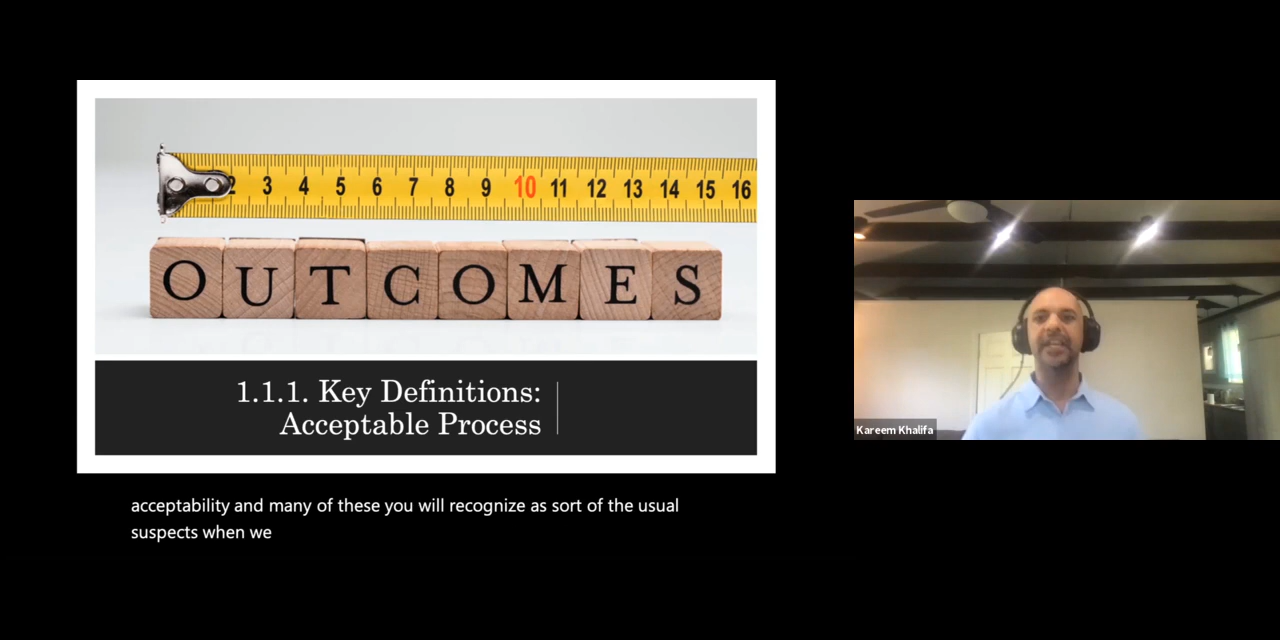 2 3 4 5 6 7 8 9 10 11 12 13 14 15 16
OUTCOMES
1.1.1. Key Definitions:
Acceptable Process
Kareem Khalifa
acceptability and many of these you will recognize as sort of the usual
suspects when we